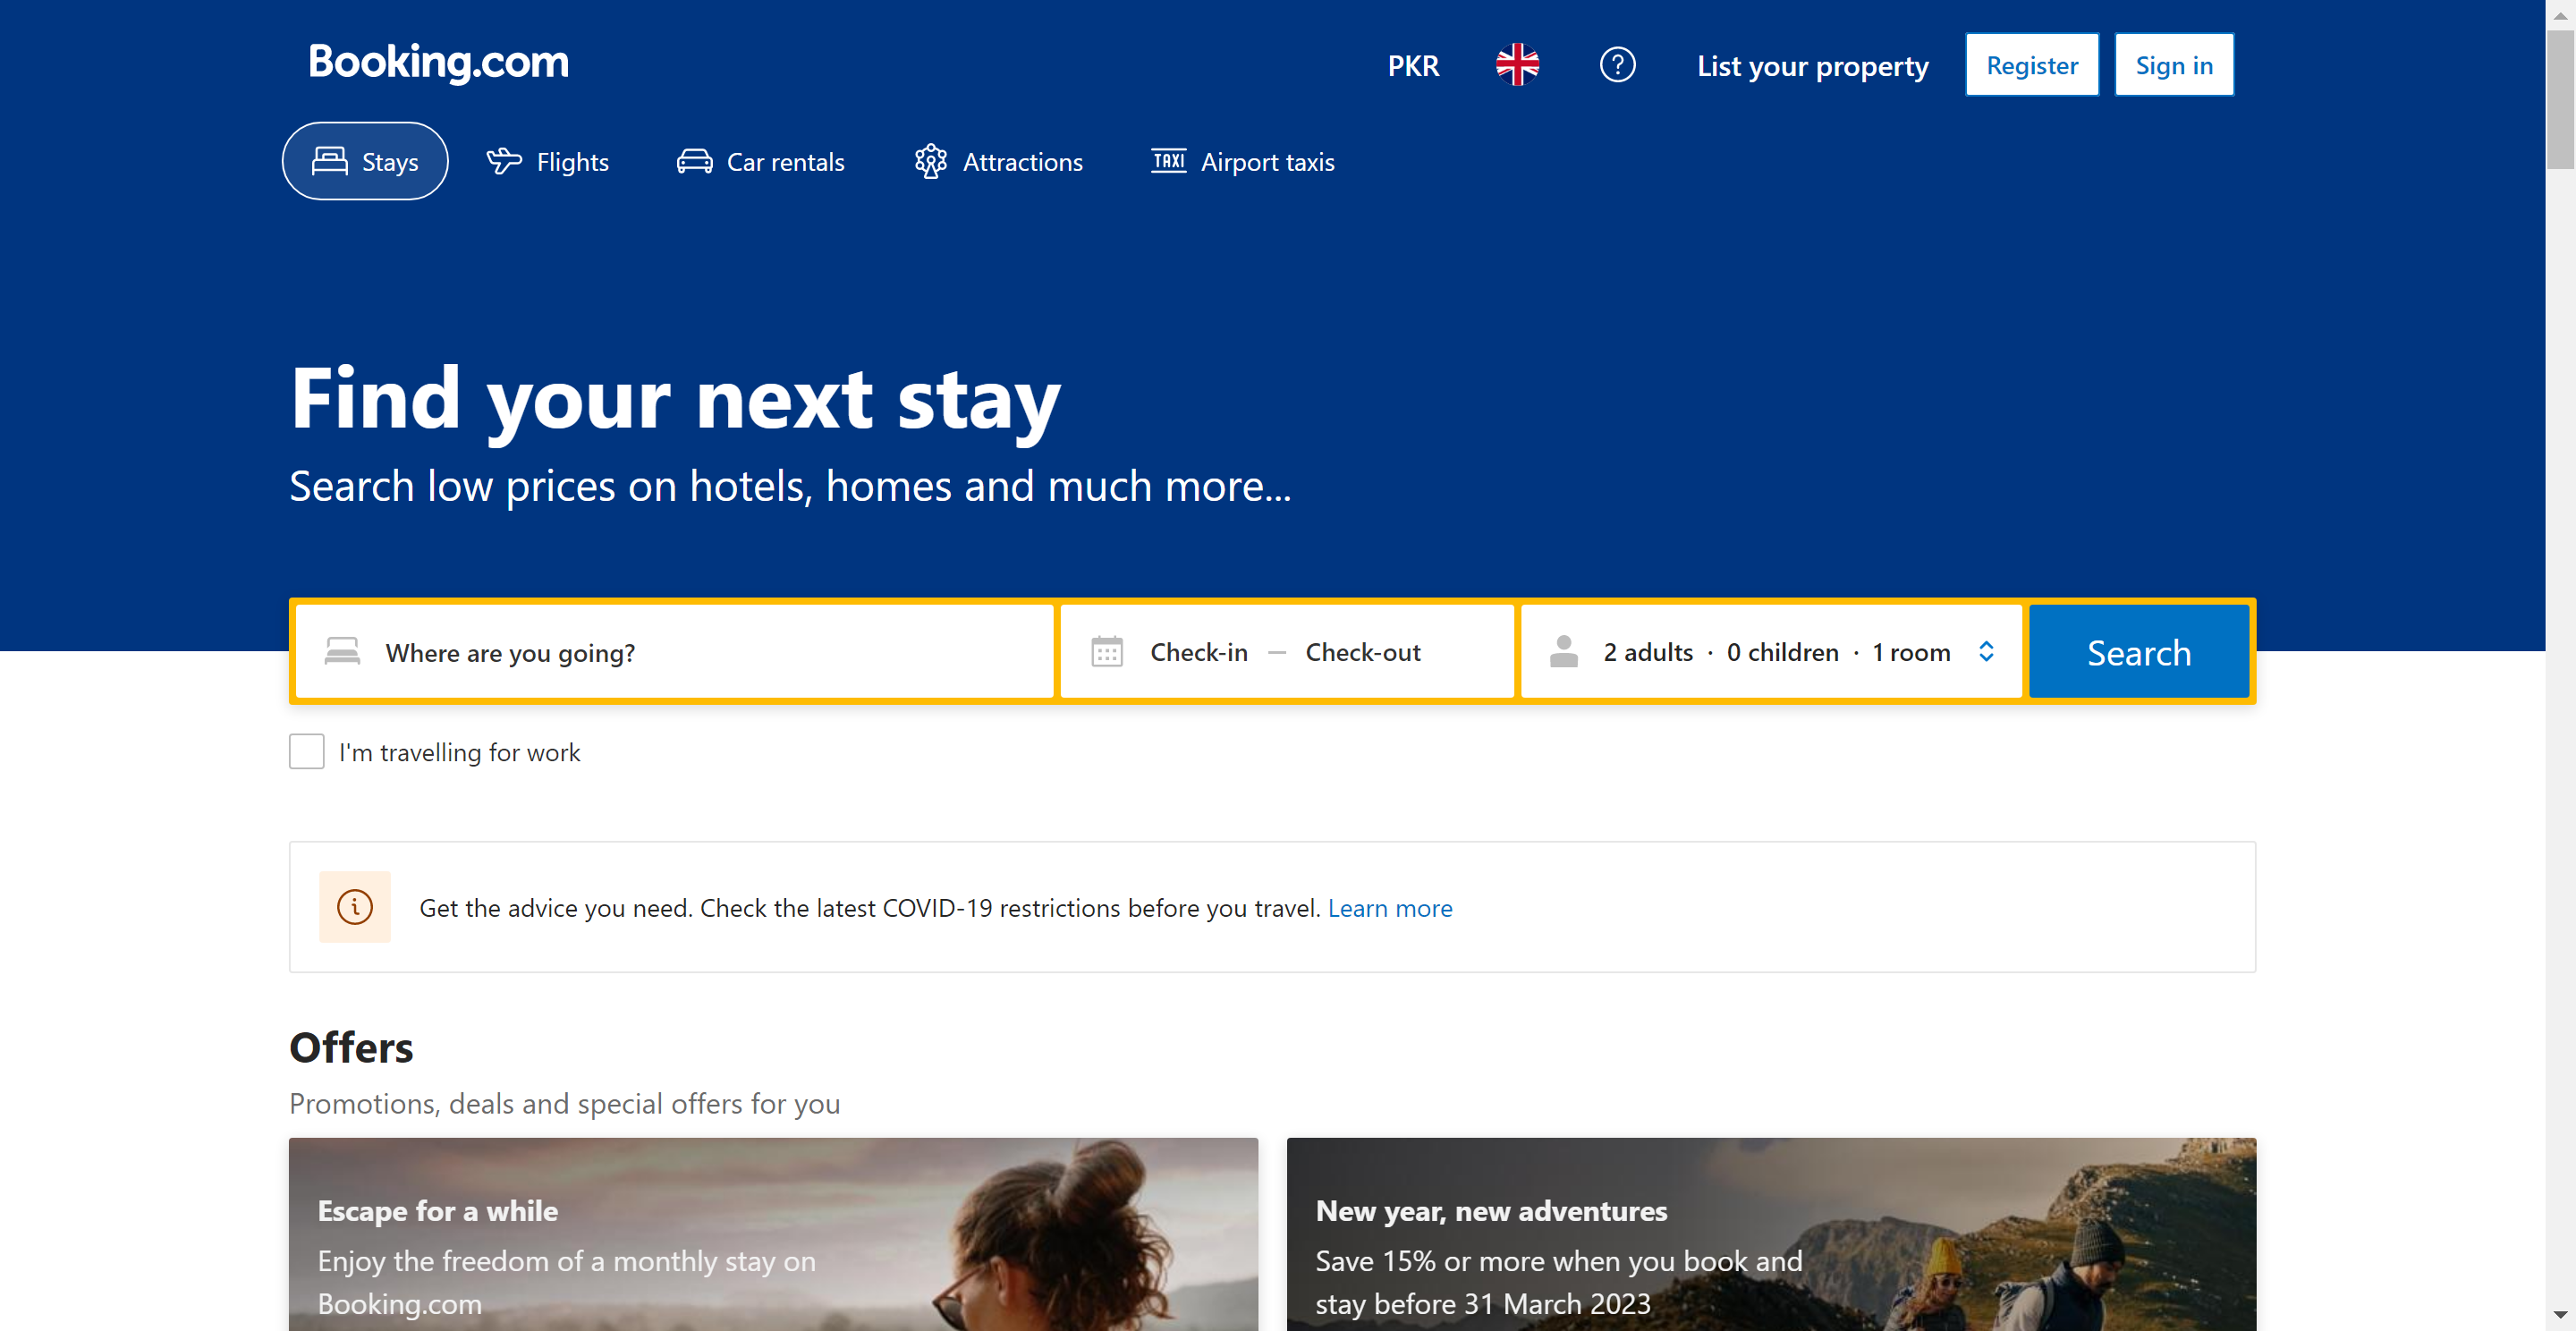 Booking.com
PKR
List your property
Register
Sign in
Stays
Flights
Car rentals
Attractions
TAXI Airport taxis
Find your next stay
Search low prices on hotels, homes and much more...
Where are you going?
Check-in — Check-out
2 adults · 0 children · 1 room
Search
I'm travelling for work
Get the advice you need. Check the latest COVID-19 restrictions before you travel. Learn more
Offers
Promotions, deals and special offers for you
Escape for a while
Enjoy the freedom of a monthly stay on
Booking.com
New year, new adventures
Save 15% or more when you book and
stay before 31 March 2023